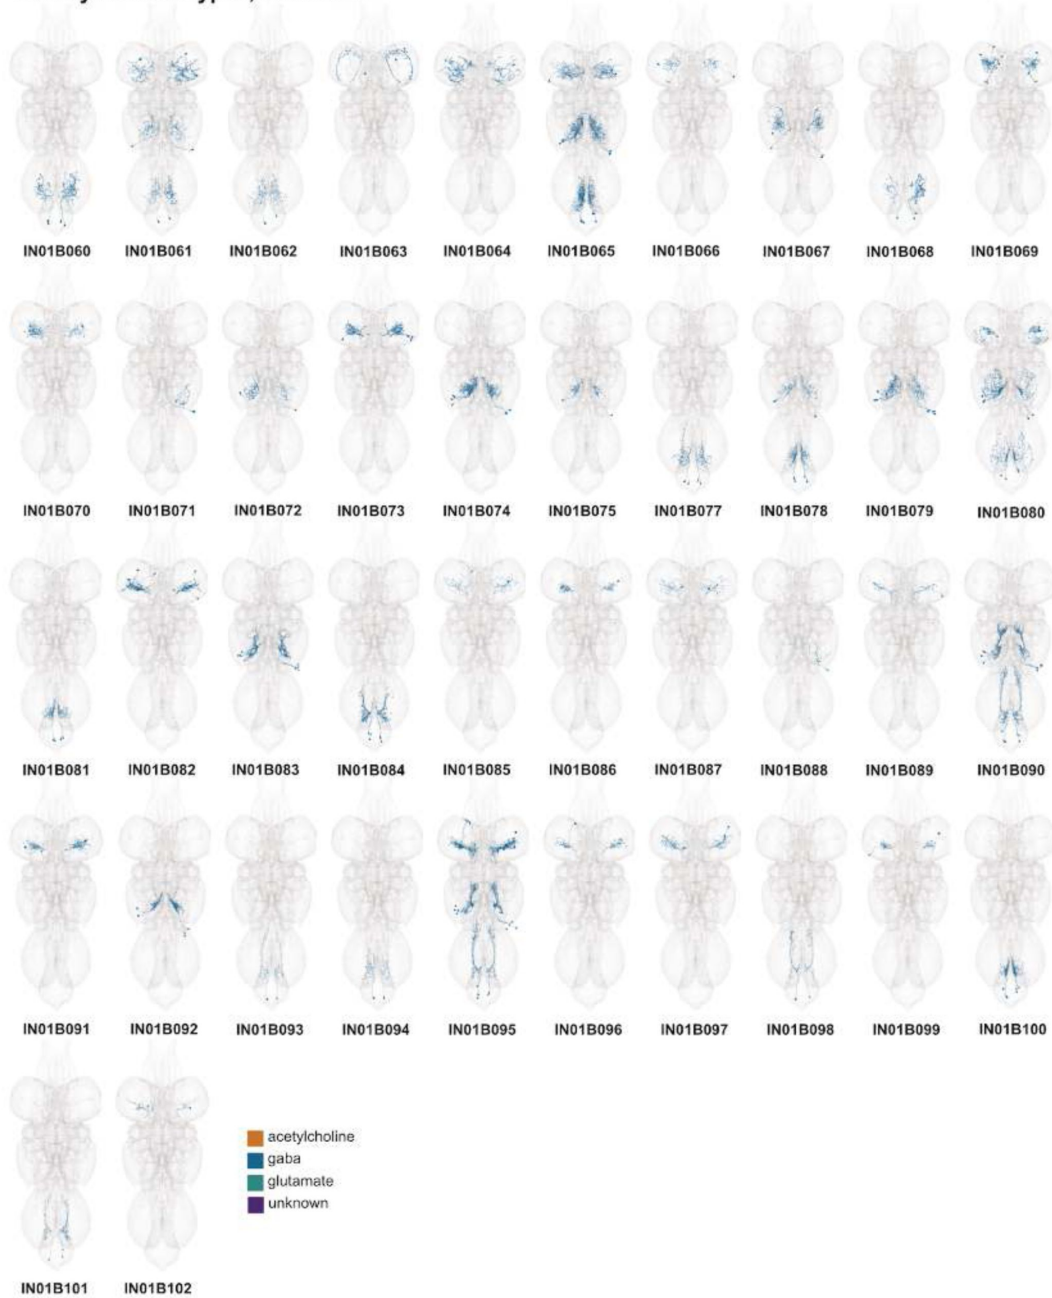 IN01B060 IN01B061 IN01B062 IN01B063 IN01B064 IN01B065 IN01B066 IN01B067 IN01B068 IN01B069
IN01B070 IN01B071 IN01B072 IN01B073 IN01B074 IN01B075 IN01B077 IN01B078 IN01B079 IN01B080
IN01B081 IN01B082 IN01B083 IN01B084 IN01B085 IN01B086 IN01B087 IN01B088 IN01B089 IN01B090
IN01B091 IN01B092 IN01B093 IN01B094 IN01B095 IN01B096 IN01B097 IN01B098 IN01B099 IN01B100
acetylcholine
gaba
glutamate
unknown
IN01B101 IN01B102